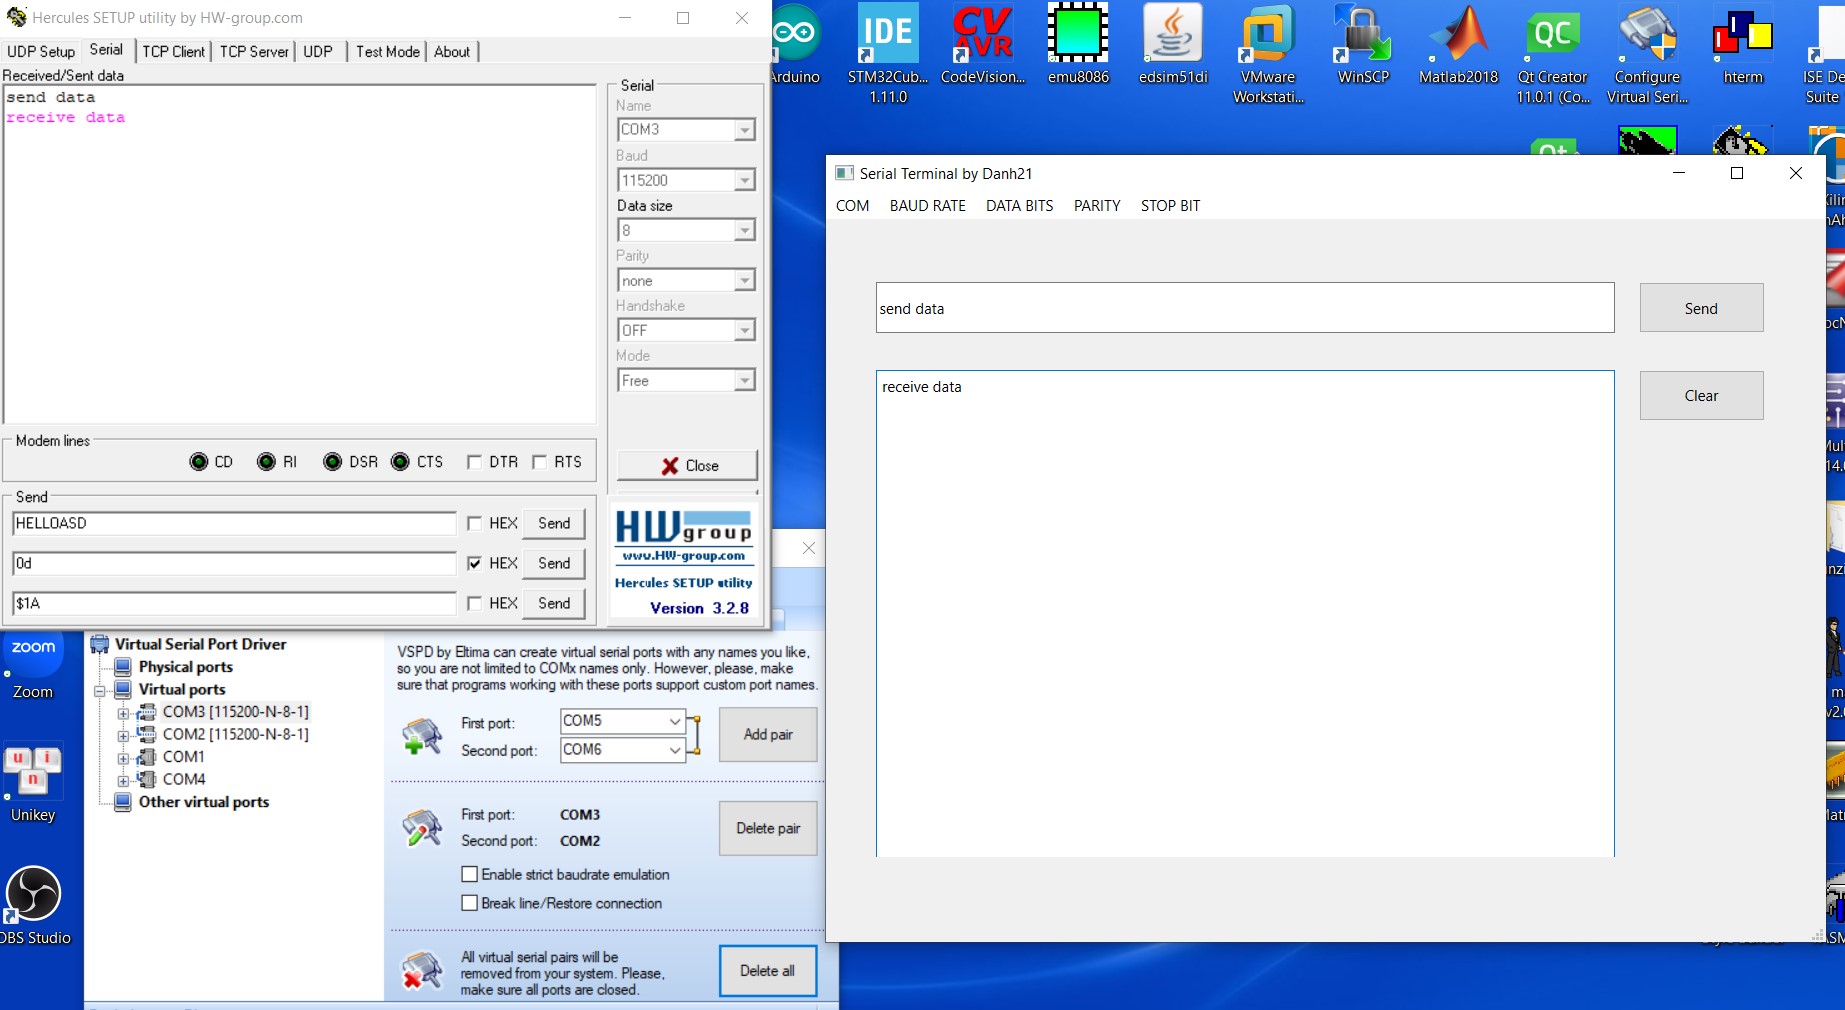 Hercules SETUP utility by HW-group.com
UDP Setup Serial TCP Client TCP Server UDP Test Mode About
Received/Sent data
send data
receive data
Serial
Name
COM3
Baud
115200
Data size
8
Parity
none
Handshake
OFF
Mode
Free
Close
Modem lines
CD RI DSR CTS DTR RTS
Send
HELLOASD HEX Send
0d HEX Send
$1A HEX Send
HW group
www.HW-group.com
Hercules SETUP utility
Version 3.2.8
Arduino
IDE
STM32Cub...
1.11.0
CV
AVR
CodeVision...
emu8086
edsim51di
VMware
Workstati...
WinSCP
Matlab2018
QC
Qt Creator
11.0.1 (Co...
Configure
Virtual Seri...
hterm
ISE De
Suite
Serial Terminal by Danh21
COM BAUD RATE DATA BITS PARITY STOP BIT
send data
Send
receive data
Clear
zoom
Zoom
u i
n
Unikey
OBS Studio
Virtual Serial Port Driver
Physical ports
Virtual ports
COM3 [115200-N-8-1]
COM2 [115200-N-8-1]
COM1
COM4
Other virtual ports
VSPD by Eltima can create virtual serial ports with any names you like,
so you are not limited to COMx names only. However, please, make
sure that programs working with these ports support custom port names.
First port: COM5
Second port: COM6
Add pair
First port: COM3
Second port: COM2
Delete pair
Enable strict baudrate emulation
Break line/Restore connection
All virtual serial pairs will be
removed from your system. Please,
make sure all ports are closed.
Delete all